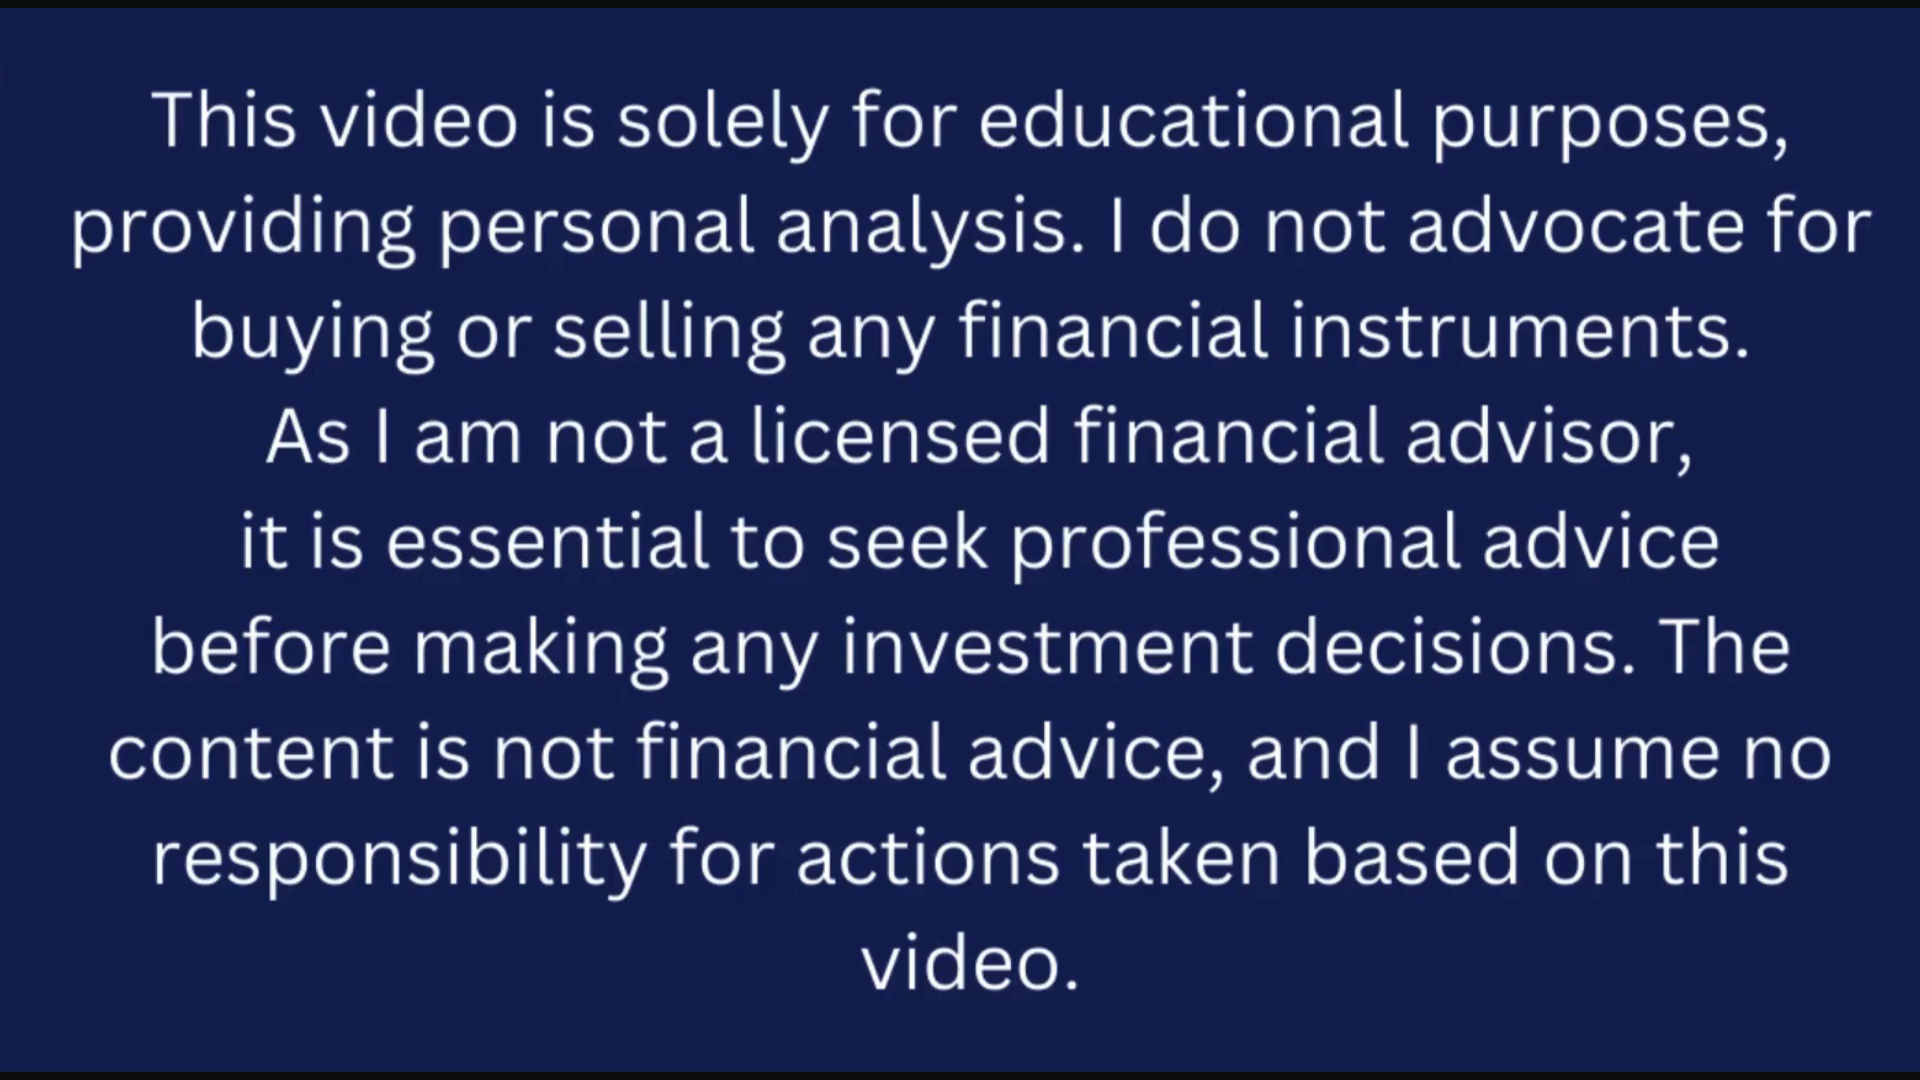 This video is solely for educational purposes,
providing personal analysis. I do not advocate for
buying or selling any financial instruments.
As I am not a licensed financial advisor,
it is essential to seek professional advice
before making any investment decisions. The
content is not financial advice, and I assume no
responsibility for actions taken based on this
video.